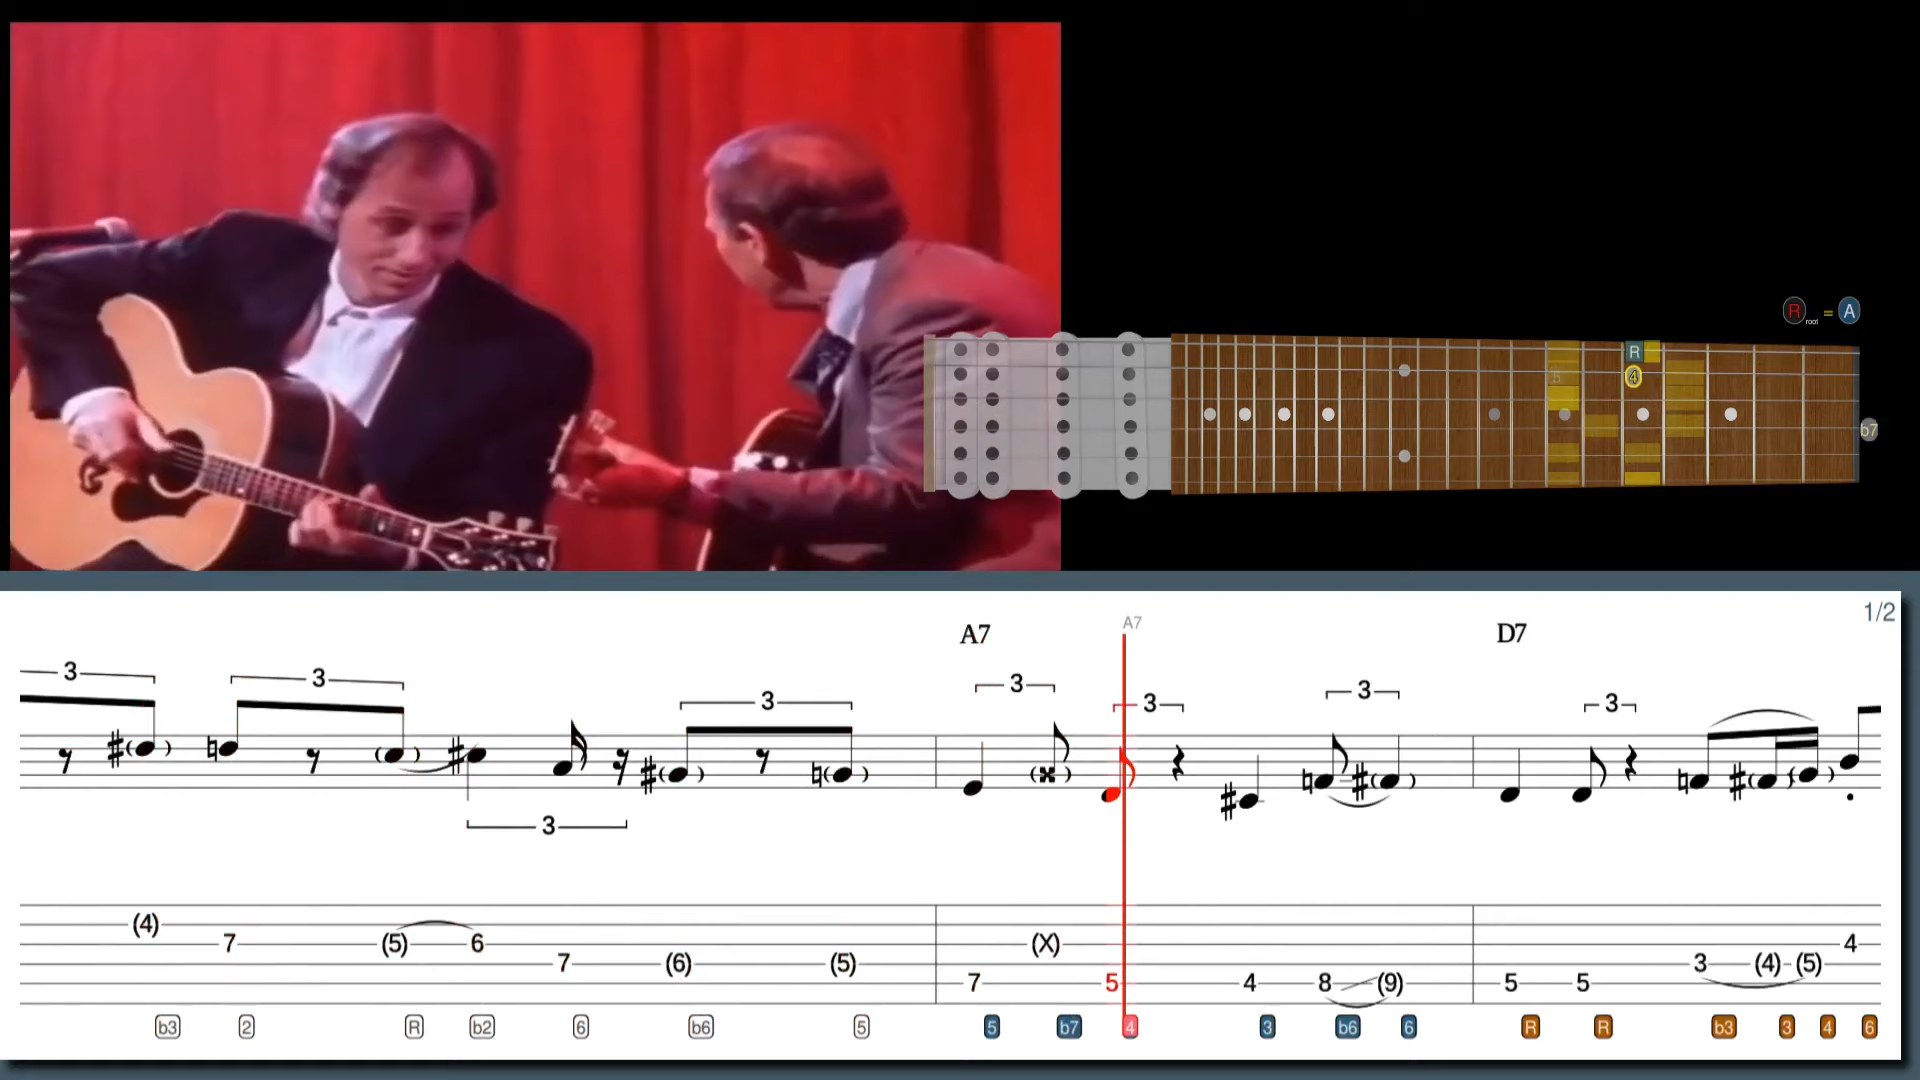 R root = A
R
4
b7
1/2
A7 A7 D7
3 3 3 3 3 3 3
3
(4) 7 (5) 6 7 (6) (5) 7 (X) 5 4 8 (9) 5 5 3 (4) (5) 4
b3 2 R b2 6 b6 5 5 b7 4 3 b6 6 R R b3 3 4 6